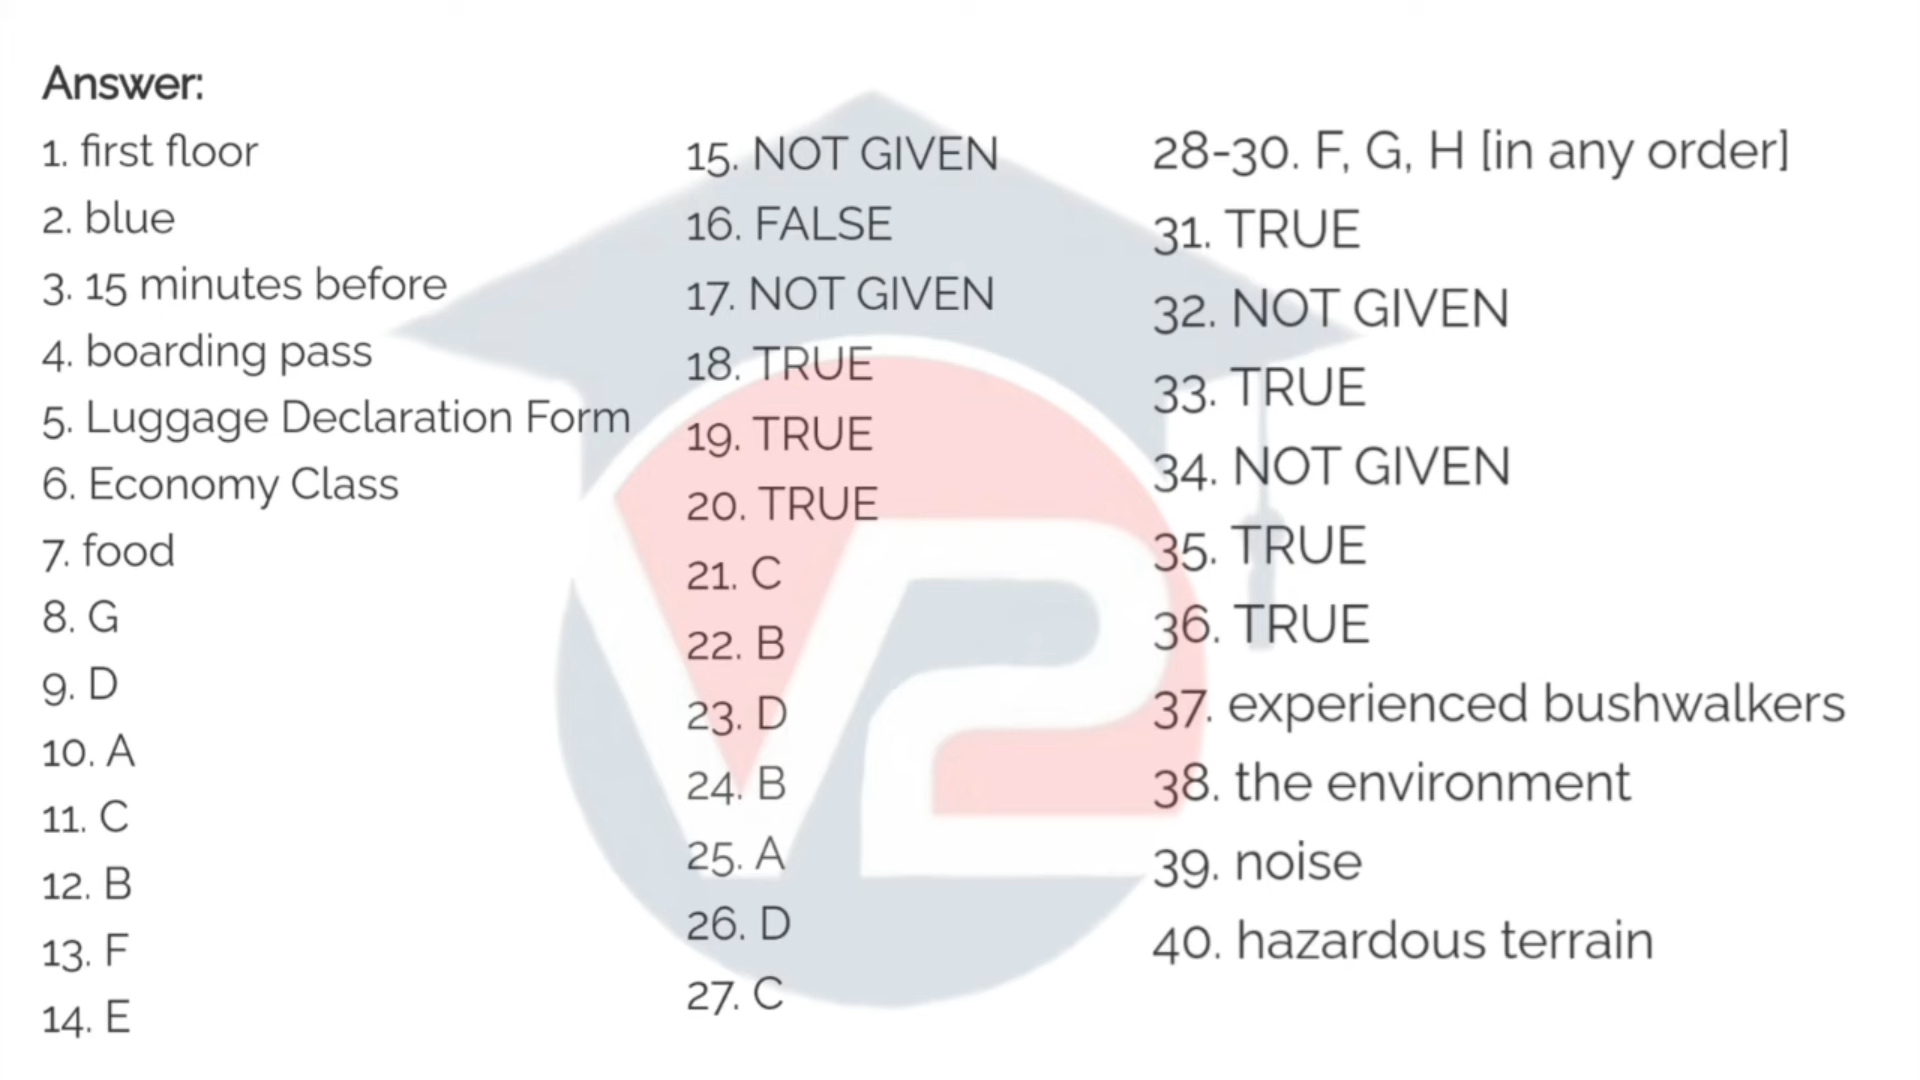 Answer:
1. first floor
2. blue
3. 15 minutes before
4. boarding pass
5. Luggage Declaration Form
6. Economy Class
7. food
8. G
9. D
10. A
11. C
12. B
13. F
14. E
15. NOT GIVEN
16. FALSE
17. NOT GIVEN
18. TRUE
19. TRUE
20. TRUE
21. C
22. B
23. D
24. B
25. A
26. D
27. C
28-30. F, G, H [in any order]
31. TRUE
32. NOT GIVEN
33. TRUE
34. NOT GIVEN
35. TRUE
36. TRUE
37. experienced bushwalkers
38. the environment
39. noise
40. hazardous terrain
V2